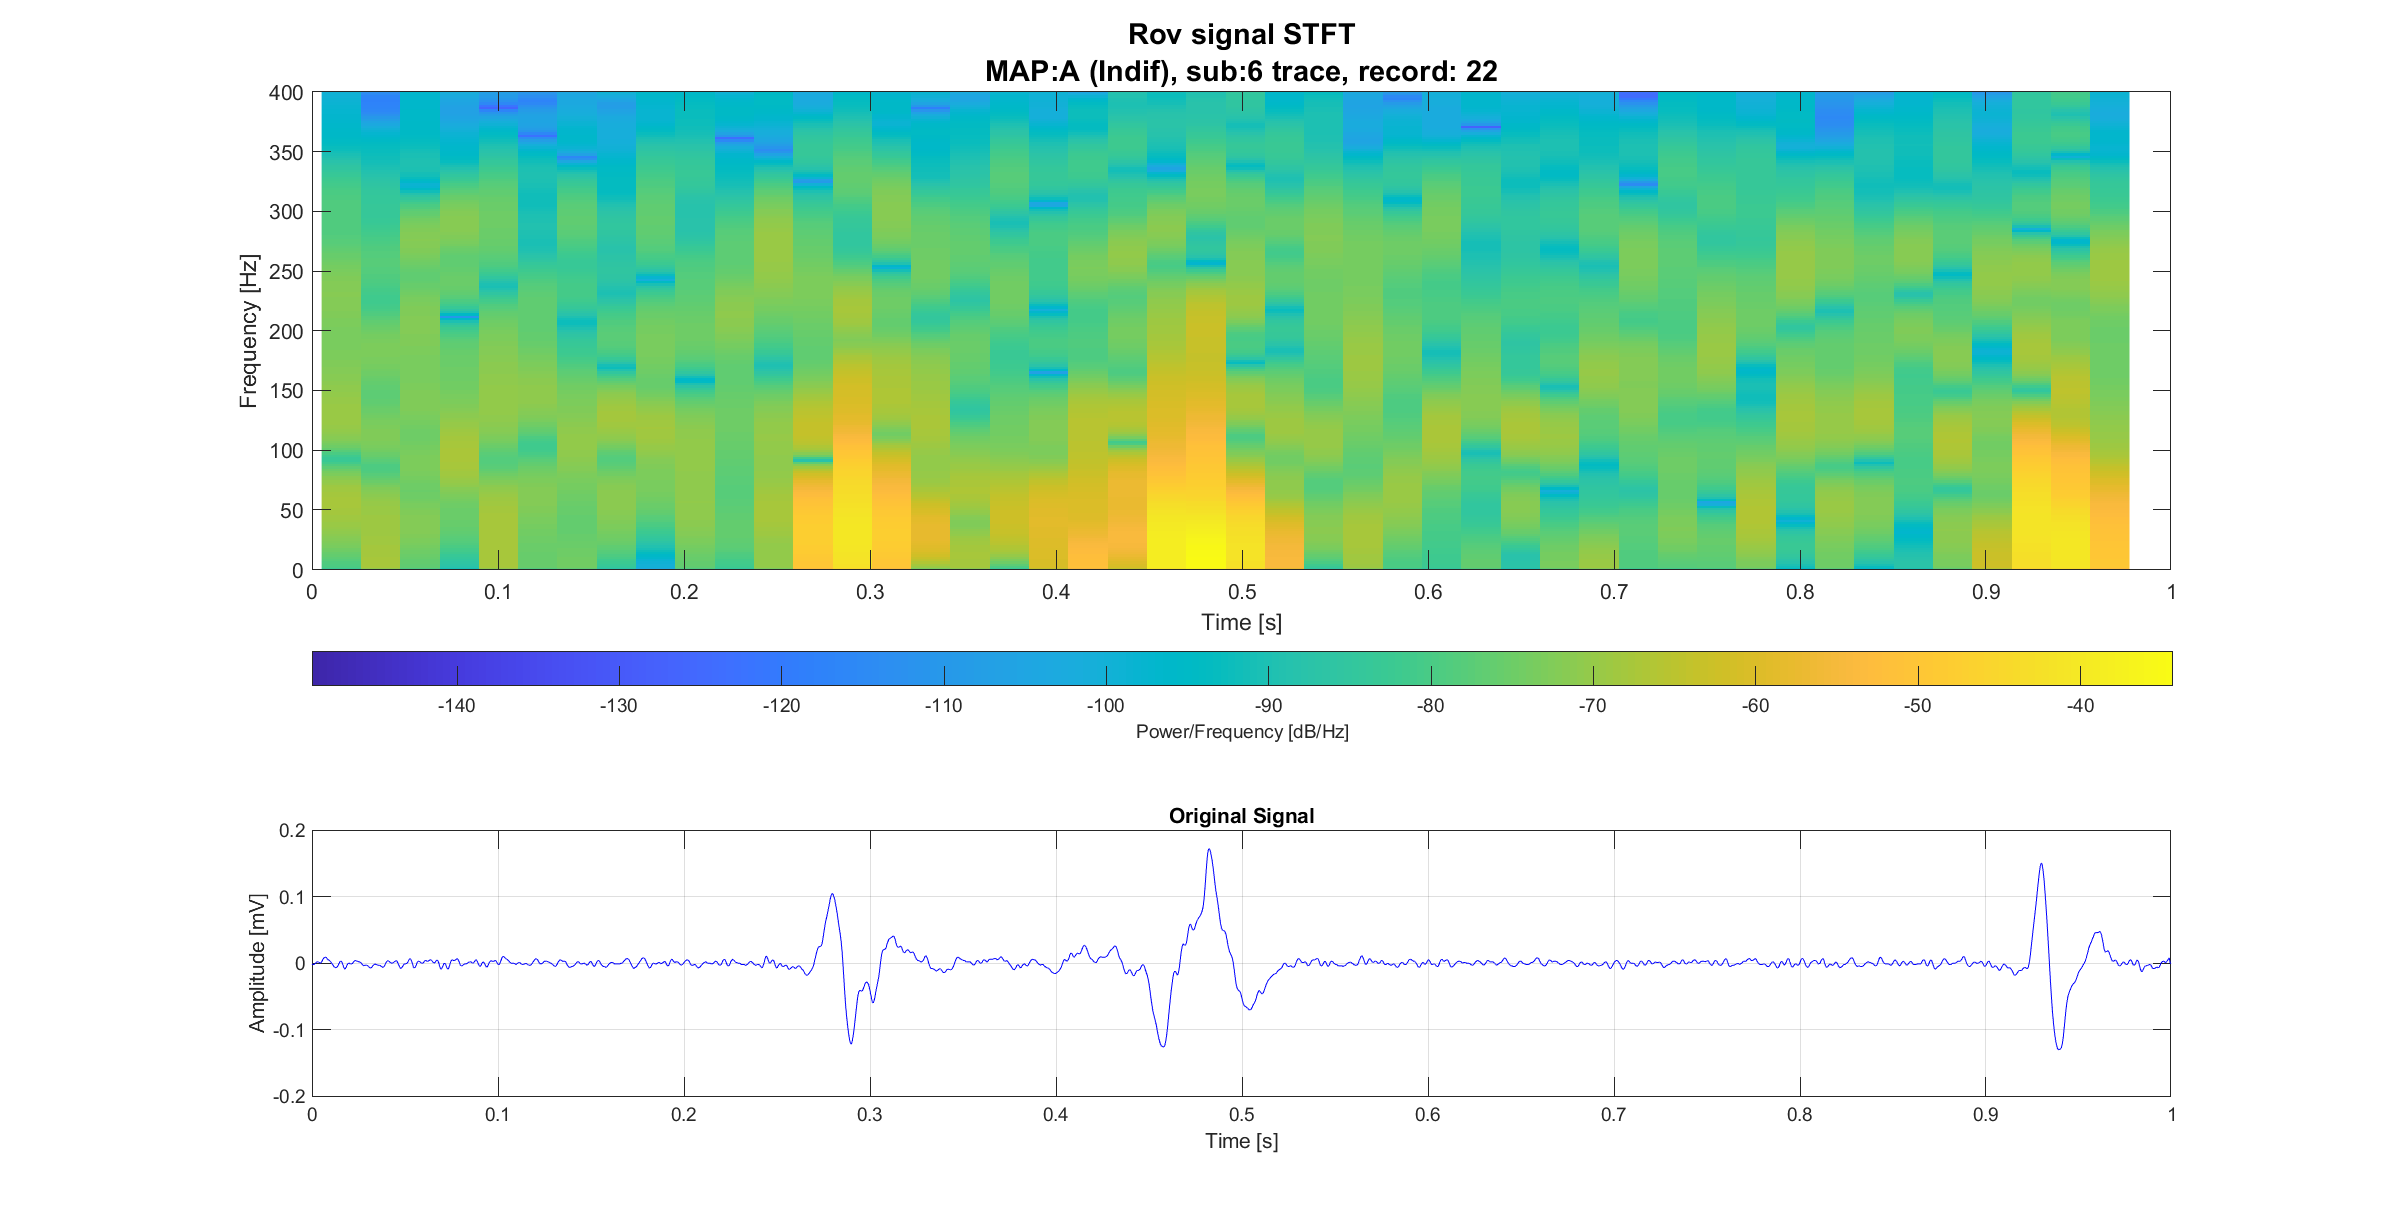 Rov signal STFT
MAP:A (Indif), sub:6 trace, record: 22
400
350
300
250
200
150
100
50
0
Frequency [Hz]
0 0.1 0.2 0.3 0.4 0.5 0.6 0.7 0.8 0.9 1
Time [s]
-140 -130 -120 -110 -100 -90 -80 -70 -60 -50 -40
Power/Frequency [dB/Hz]
Original Signal
0.2
0.1
0
-0.1
-0.2
Amplitude [mV]
0 0.1 0.2 0.3 0.4 0.5 0.6 0.7 0.8 0.9 1
Time [s]